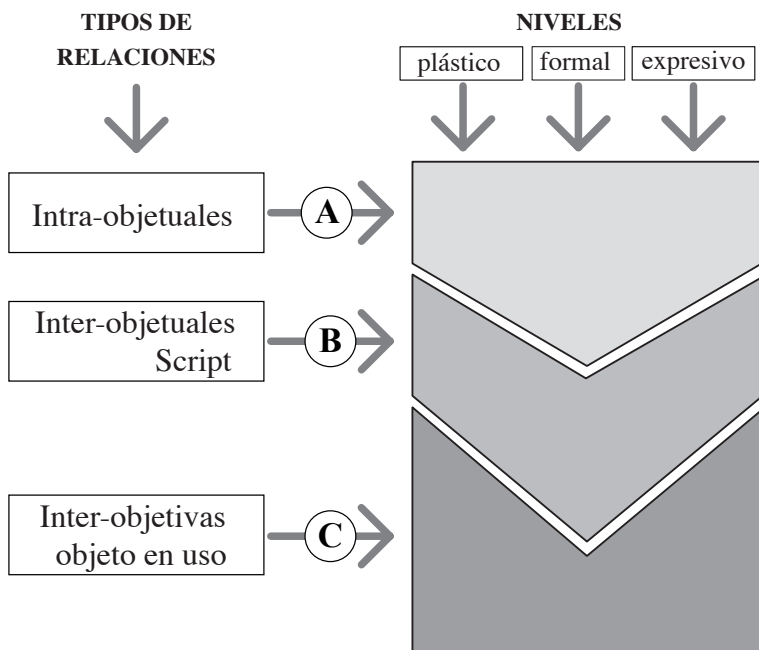 TIPOS DE
RELACIONES
NIVELES
plástico
formal
expresivo
Intra-objetuales
A
Inter-objetuales
Script
B
Inter-objetivas
objeto en uso
C